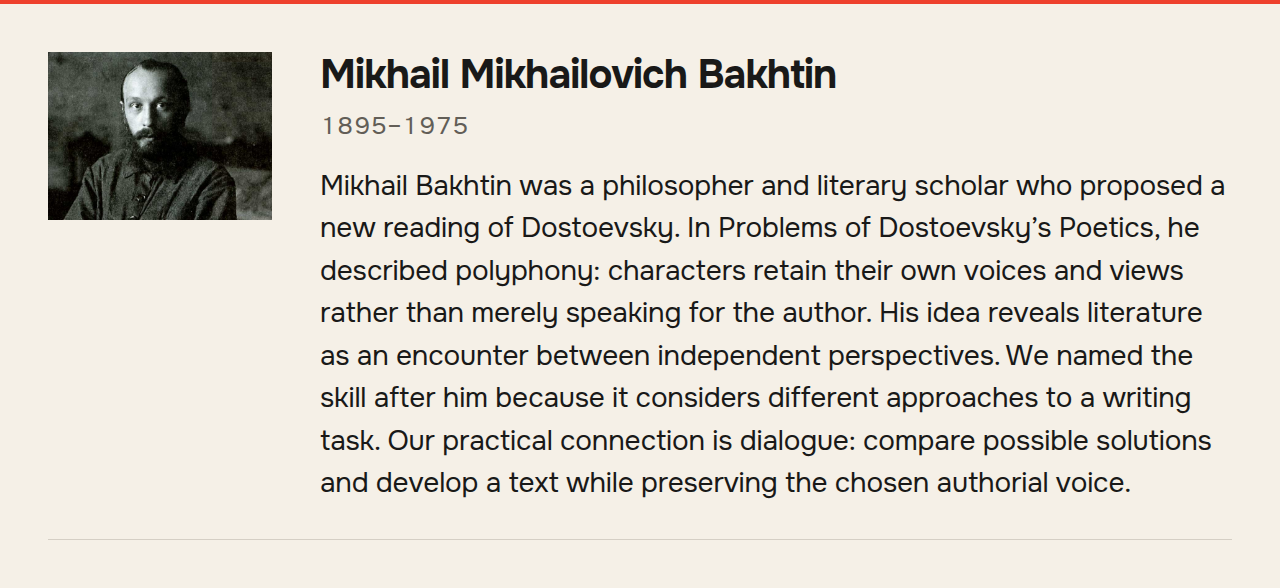 Mikhail Mikhailovich Bakhtin
1895–1975
Mikhail Bakhtin was a philosopher and literary scholar who proposed a
new reading of Dostoevsky. In Problems of Dostoevsky’s Poetics, he
described polyphony: characters retain their own voices and views
rather than merely speaking for the author. His idea reveals literature
as an encounter between independent perspectives. We named the
skill after him because it considers different approaches to a writing
task. Our practical connection is dialogue: compare possible solutions
and develop a text while preserving the chosen authorial voice.